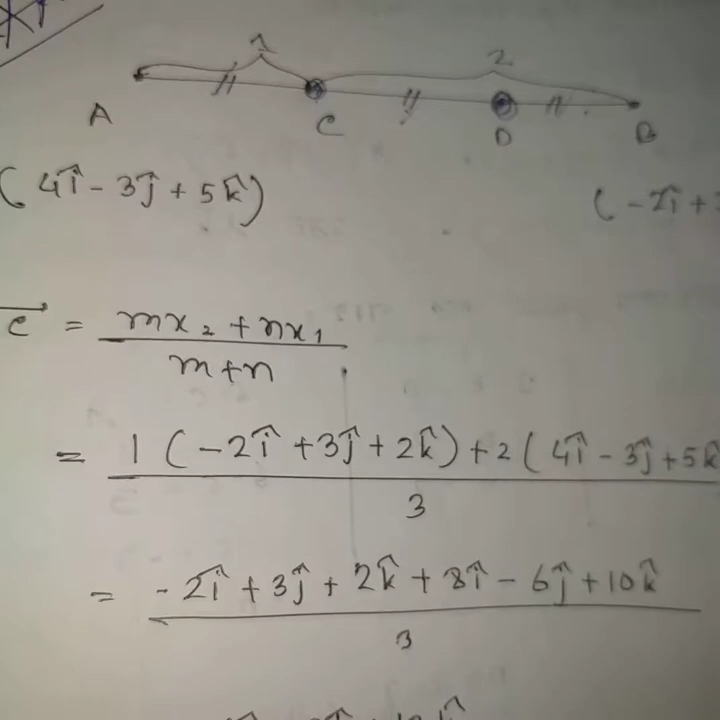 1 2
A C D B
(4î - 3ĵ + 5k̂) (-2î +
c⃗ = mx₂ + nx₁ / m+n
= 1(-2î + 3ĵ + 2k̂) + 2(4î - 3ĵ + 5k̂ / 3
= -2î + 3ĵ + 2k̂ + 8î - 6ĵ + 10k̂ / 3